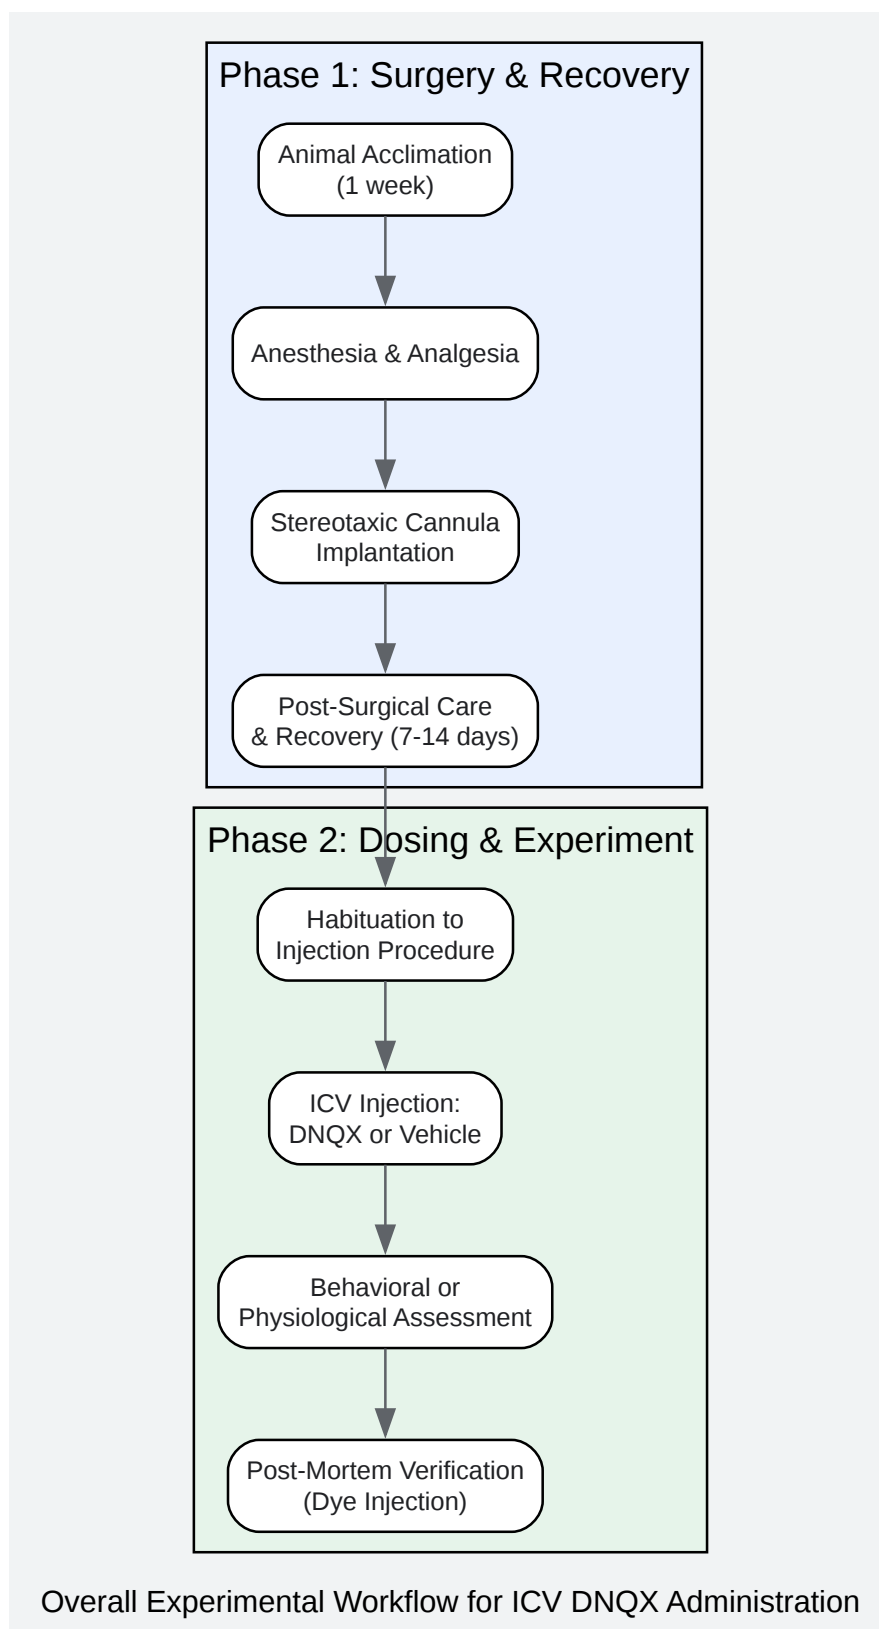 Phase 1: Surgery & Recovery
Animal Acclimation
(1 week)
Anesthesia & Analgesia
Stereotaxic Cannula
Implantation
Post-Surgical Care
& Recovery (7-14 days)
Phase 2: Dosing & Experiment
Habituation to
Injection Procedure
ICV Injection:
DNQX or Vehicle
Behavioral or
Physiological Assessment
Post-Mortem Verification
(Dye Injection)
Overall Experimental Workflow for ICV DNQX Administration